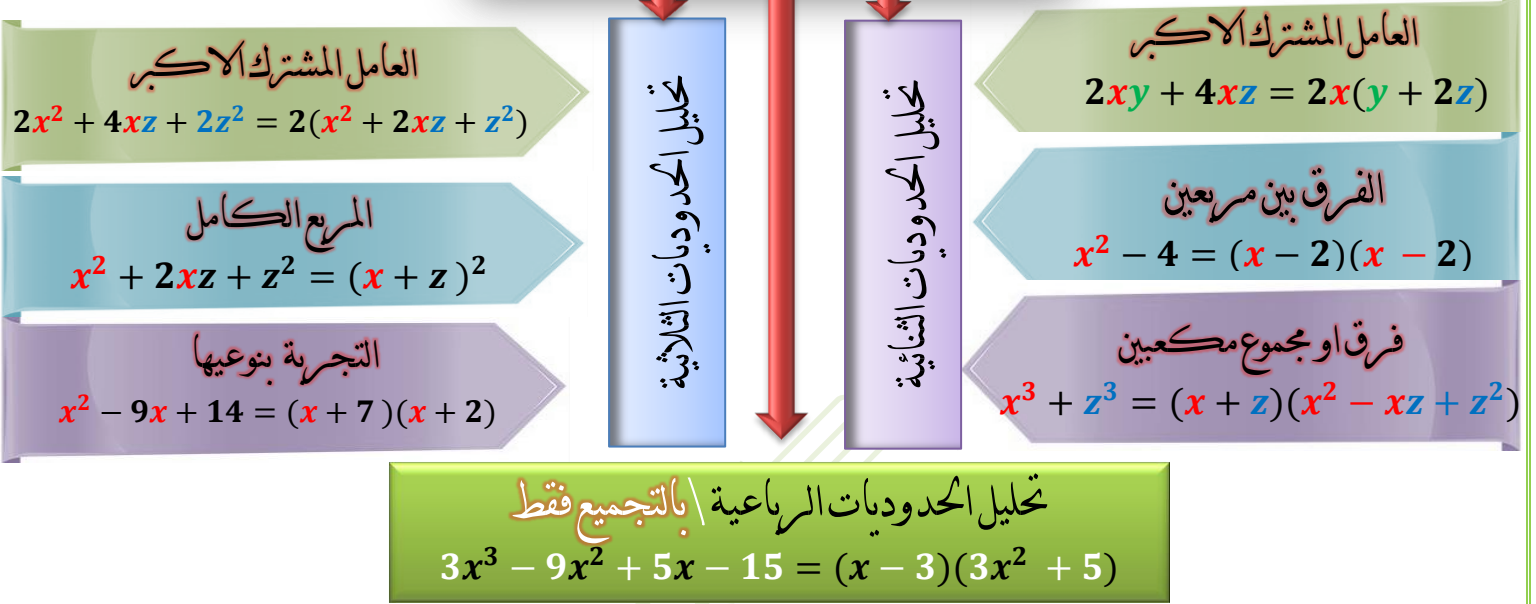 العامل المشترك الاكبر
2xy + 4xz = 2x(y + 2z)
الفرق بين مربعين
x² − 4 = (x − 2)(x − 2)
فرق او مجموع مكعبين
x³ + z³ = (x + z)(x² − xz + z²)
تحليل الحدوديات الثنائية
تحليل الحدوديات الثلاثية
العامل المشترك الاكبر
2x² + 4xz + 2z² = 2(x² + 2xz + z²)
المربع الكامل
x² + 2xz + z² = (x + z )²
التجربة بنوعيها
x² − 9x + 14 = (x + 7 )(x + 2)
تحليل الحدوديات الرباعية \ بالتجميع فقط
3x³ − 9x² + 5x − 15 = (x − 3)(3x² + 5)